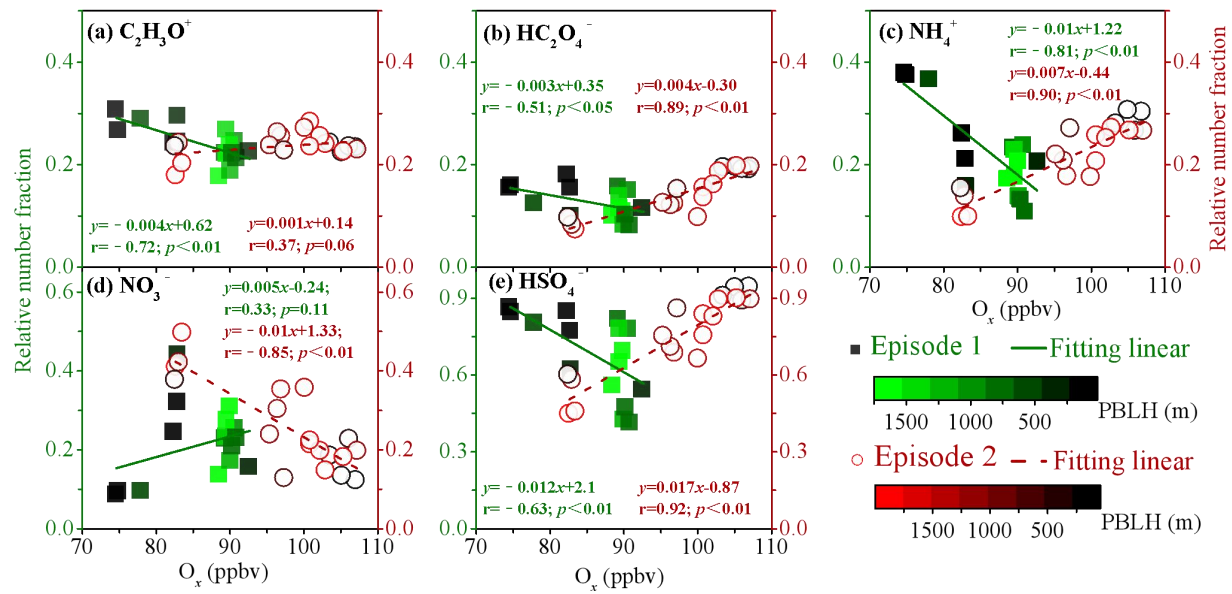 (a) C₂H₃O⁺
(b) HC₂O₄⁻
(c) NH₄⁺
0.4
0.4
0.4
0.4
0.2
0.2
0.2
0.2
0.0
0.0
0.0
0.0
Relative number fraction
Relative number fraction
y= - 0.004x+0.62
r= - 0.72; p<0.01
y=0.001x+0.14
r=0.37; p=0.06
y= - 0.003x+0.35
r= - 0.51; p<0.05
y=0.004x-0.30
r=0.89; p<0.01
y= - 0.01x+1.22
r= - 0.81; p<0.01
y=0.007x-0.44
r=0.90; p<0.01
70 80 90 100 110
Oₓ (ppbv)
(d) NO₃⁻
(e) HSO₄⁻
0.6
0.6
0.4
0.4
0.2
0.2
0.0
0.0
Relative number fraction
y=0.005x-0.24;
r=0.33; p=0.11
y= - 0.01x+1.33;
r= - 0.85; p<0.01
0.9
0.9
0.6
0.6
0.3
0.3
0.0
0.0
y= - 0.012x+2.1
r= - 0.63; p<0.01
y=0.017x-0.87
r=0.92; p<0.01
70 80 90 100 110
Oₓ (ppbv)
70 80 90 100 110
Oₓ (ppbv)
Episode 1 Fitting linear
1500 1000 500 PBLH (m)
Episode 2 Fitting linear
1500 1000 500 PBLH (m)